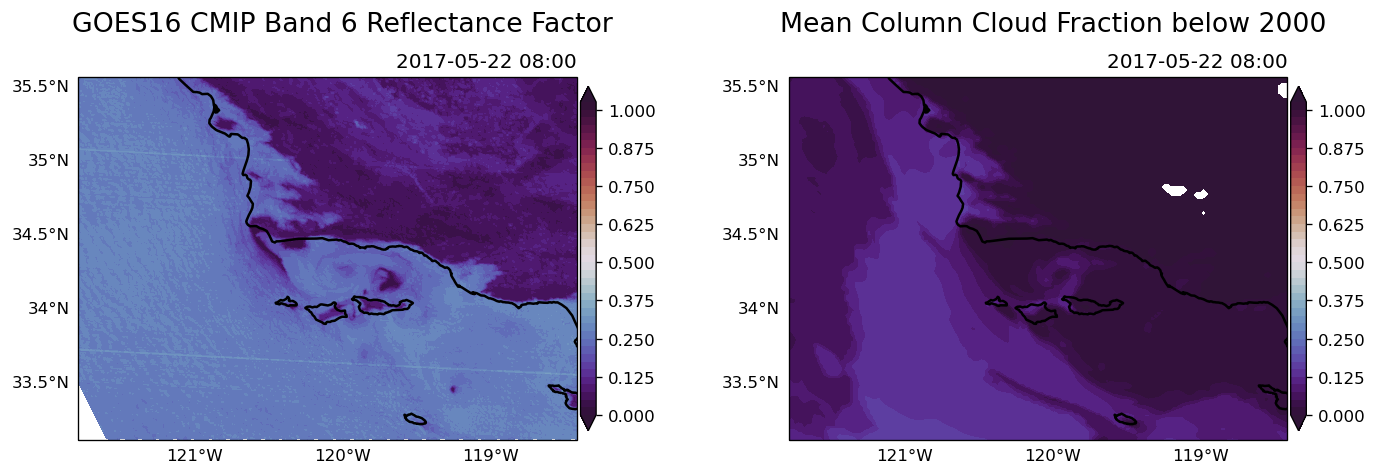 GOES16 CMIP Band 6 Reflectance Factor
2017-05-22 08:00
35.5°N
35°N
34.5°N
34°N
33.5°N
121°W 120°W 119°W
1.000
0.875
0.750
0.625
0.500
0.375
0.250
0.125
0.000
Mean Column Cloud Fraction below 2000
2017-05-22 08:00
35.5°N
35°N
34.5°N
34°N
33.5°N
121°W 120°W 119°W
1.000
0.875
0.750
0.625
0.500
0.375
0.250
0.125
0.000